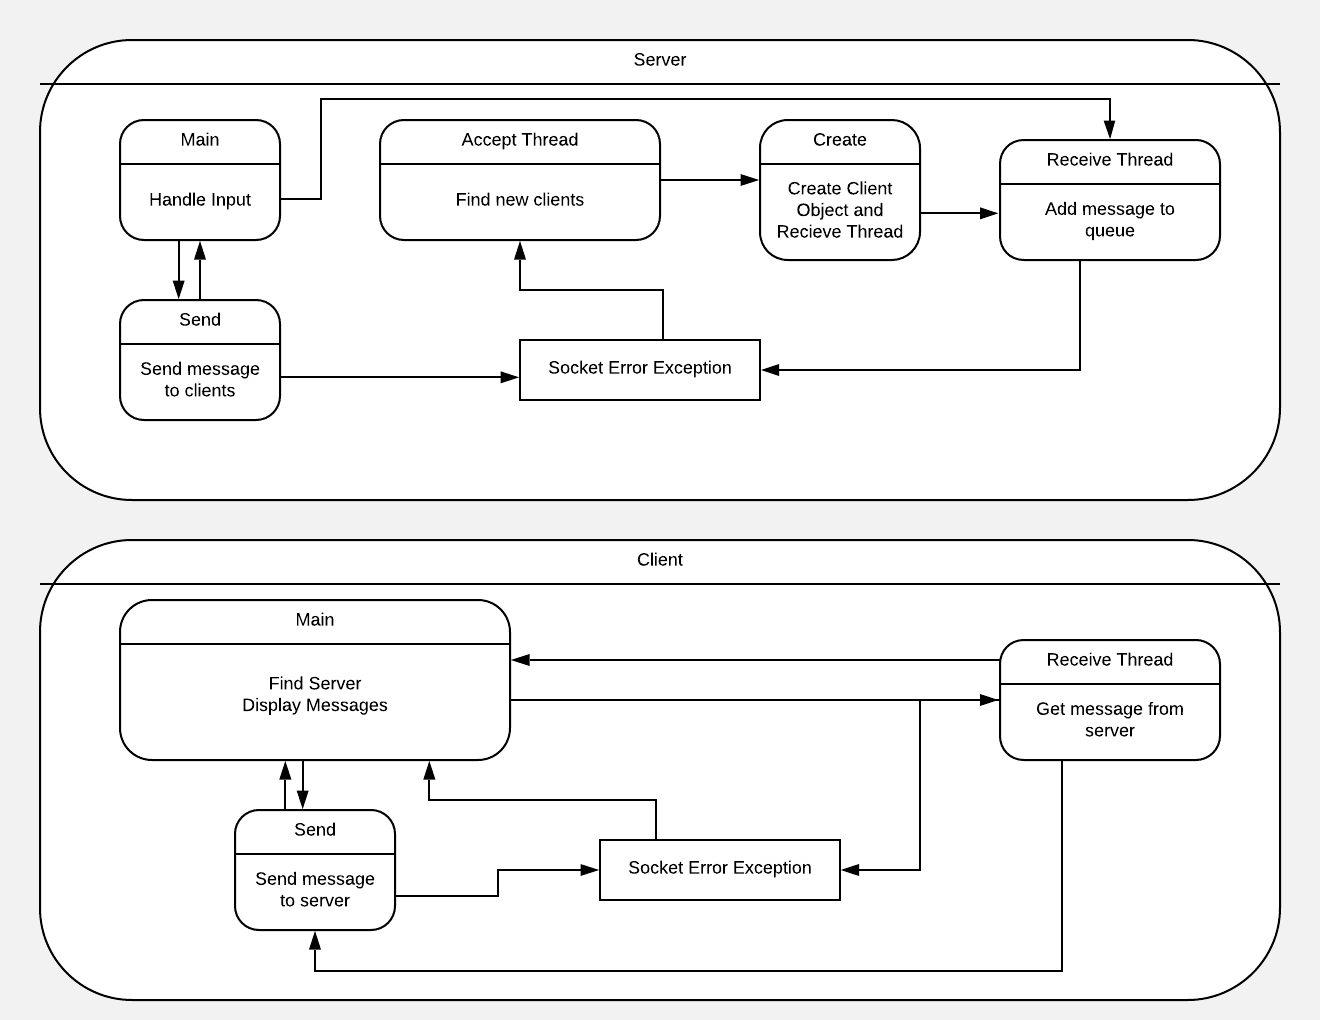 Server
Main
Handle Input
Accept Thread
Find new clients
Create
Create Client
Object and
Recieve Thread
Receive Thread
Add message to
queue
Send
Send message
to clients
Socket Error Exception
Client
Main
Find Server
Display Messages
Receive Thread
Get message from
server
Send
Send message
to server
Socket Error Exception